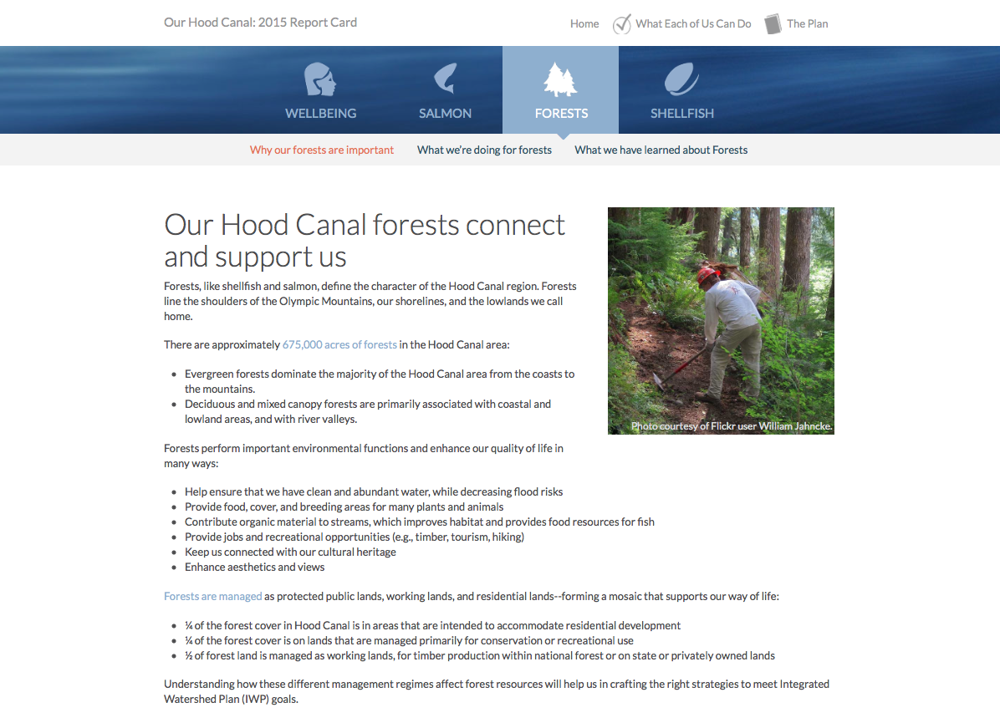 Our Hood Canal: 2015 Report Card
Home
What Each of Us Can Do
The Plan
WELLBEING
SALMON
FORESTS
SHELLFISH
Why our forests are important
What we're doing for forests
What we have learned about Forests
Our Hood Canal forests connect
and support us
Forests, like shellfish and salmon, define the character of the Hood Canal region. Forests
line the shoulders of the Olympic Mountains, our shorelines, and the lowlands we call
home.
There are approximately 675,000 acres of forests in the Hood Canal area:
• Evergreen forests dominate the majority of the Hood Canal area from the coasts to
the mountains.
• Deciduous and mixed canopy forests are primarily associated with coastal and
lowland areas, and with river valleys.
Photo courtesy of Flickr user William Jahncke.
Forests perform important environmental functions and enhance our quality of life in
many ways:
• Help ensure that we have clean and abundant water, while decreasing flood risks
• Provide food, cover, and breeding areas for many plants and animals
• Contribute organic material to streams, which improves habitat and provides food resources for fish
• Provide jobs and recreational opportunities (e.g., timber, tourism, hiking)
• Keep us connected with our cultural heritage
• Enhance aesthetics and views
Forests are managed as protected public lands, working lands, and residential lands--forming a mosaic that supports our way of life:
• ¼ of the forest cover in Hood Canal is in areas that are intended to accommodate residential development
• ¼ of the forest cover is on lands that are managed primarily for conservation or recreational use
• ½ of forest land is managed as working lands, for timber production within national forest or on state or privately owned lands
Understanding how these different management regimes affect forest resources will help us in crafting the right strategies to meet Integrated
Watershed Plan (IWP) goals.